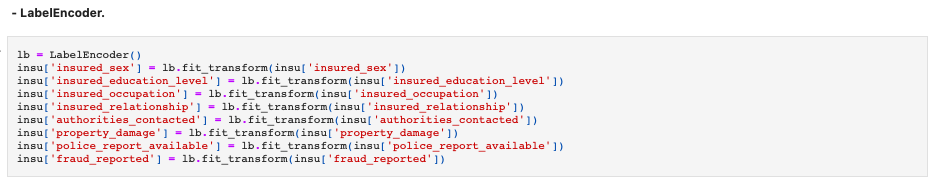 - LabelEncoder.
lb = LabelEncoder()
insu['insured_sex'] = lb.fit_transform(insu['insured_sex'])
insu['insured_education_level'] = lb.fit_transform(insu['insured_education_level'])
insu['insured_occupation'] = lb.fit_transform(insu['insured_occupation'])
insu['insured_relationship'] = lb.fit_transform(insu['insured_relationship'])
insu['authorities_contacted'] = lb.fit_transform(insu['authorities_contacted'])
insu['property_damage'] = lb.fit_transform(insu['property_damage'])
insu['police_report_available'] = lb.fit_transform(insu['police_report_available'])
insu['fraud_reported'] = lb.fit_transform(insu['fraud_reported'])